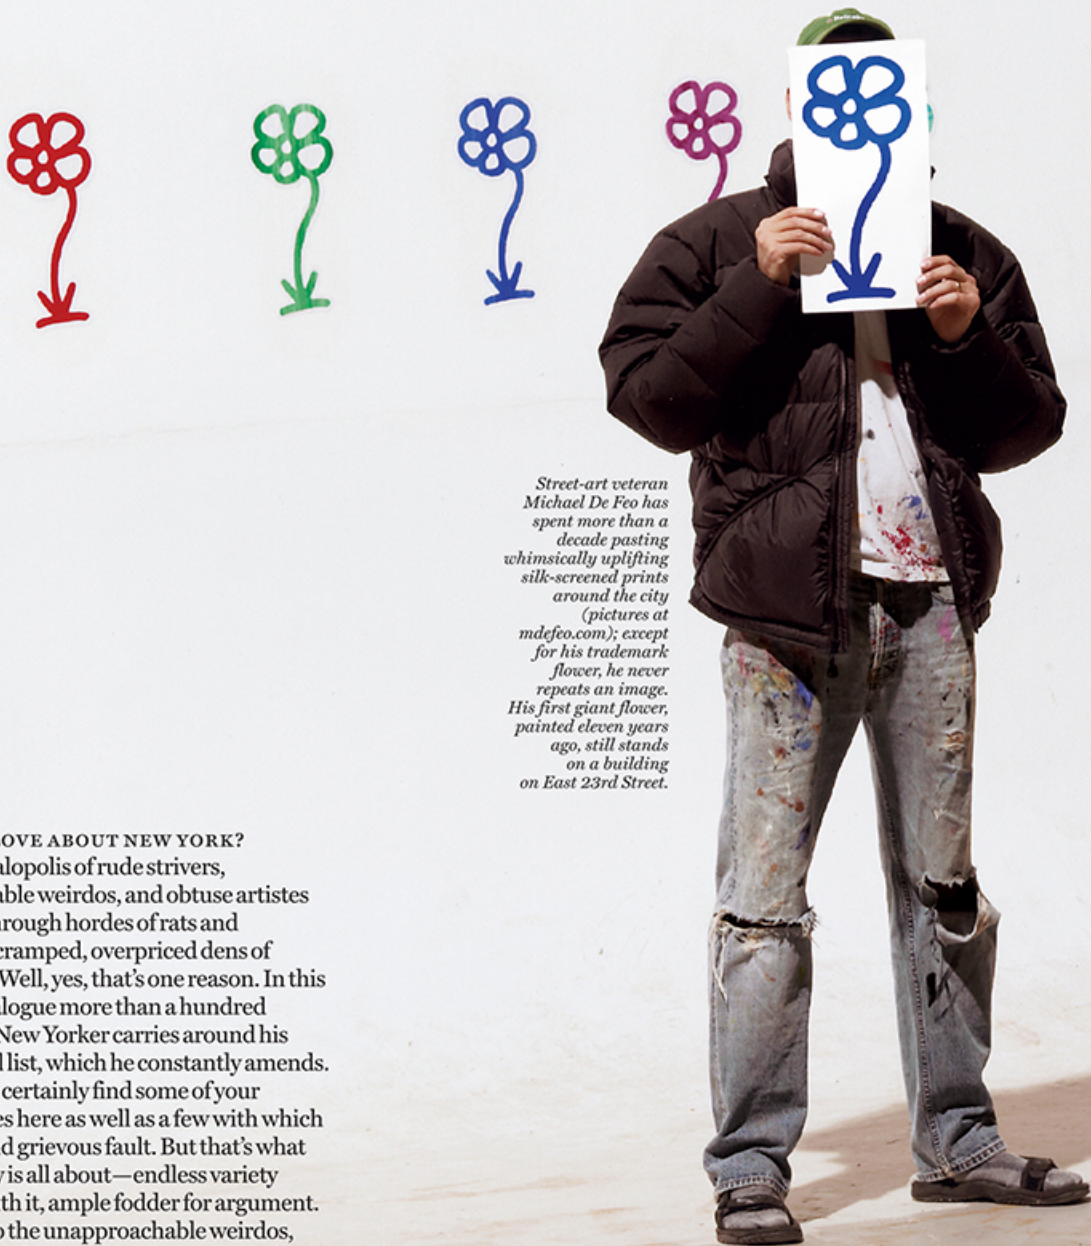 Street-art veteran
Michael De Feo has
spent more than a
decade pasting
whimsically uplifting
silk-screened prints
around the city
(pictures at
mdefeo.com); except
for his trademark
flower, he never
repeats an image.
His first giant flower,
painted eleven years
ago, still stands
on a building
on East 23rd Street.
OVE ABOUT NEW YORK?
alopolis of rude strivers,
able weirdos, and obtuse artistes
hrough hordes of rats and
cramped, overpriced dens of
Well, yes, that's one reason. In this
alogue more than a hundred
New Yorker carries around his
l list, which he constantly amends.
certainly find some of your
es here as well as a few with which
d grievous fault. But that's what
y is all about—endless variety
th it, ample fodder for argument.
o the unapproachable weirdos,